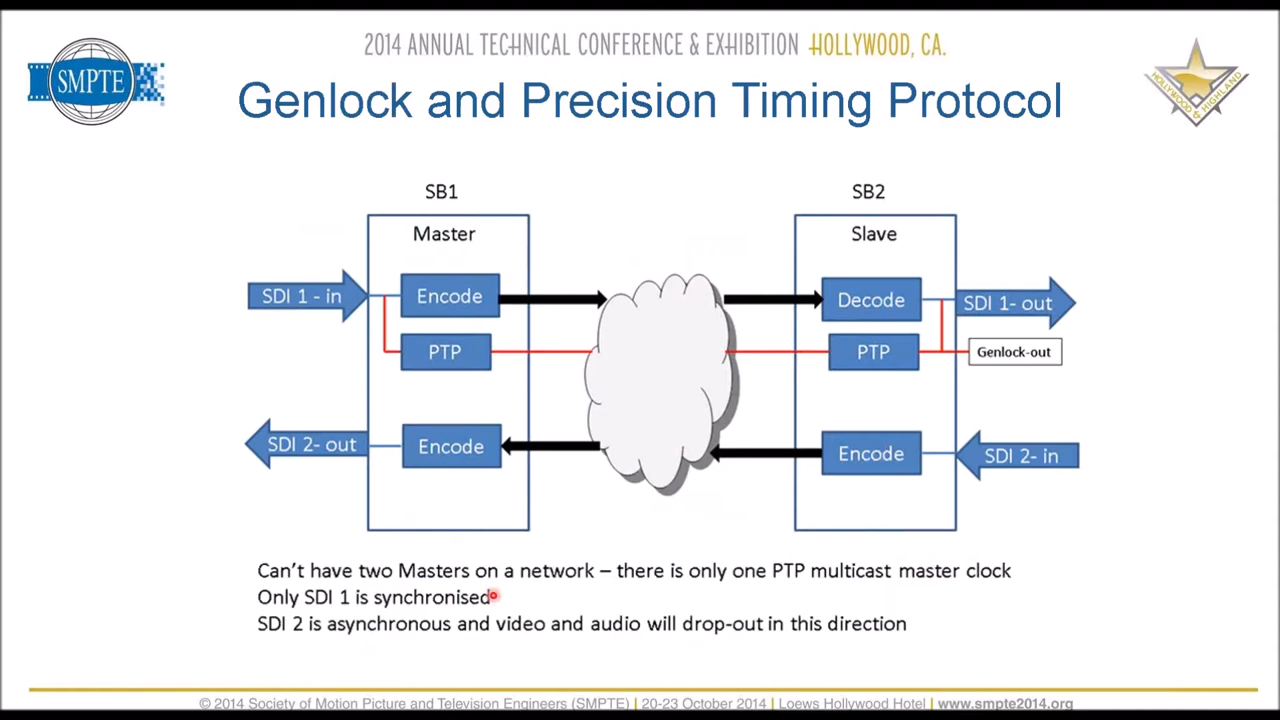 2014 ANNUAL TECHNICAL CONFERENCE & EXHIBITION HOLLYWOOD, CA.
SMPTE
HOLLYWOOD & HIGHLAND
Genlock and Precision Timing Protocol
SB1
SB2
Master
Slave
SDI 1 - in
Encode
Decode
SDI 1- out
PTP
PTP
Genlock-out
SDI 2- out
Encode
Encode
SDI 2- in
Can't have two Masters on a network – there is only one PTP multicast master clock
Only SDI 1 is synchronised
SDI 2 is asynchronous and video and audio will drop-out in this direction
© 2014 Society of Motion Picture and Television Engineers (SMPTE) | 20-23 October 2014 | Loews Hollywood Hotel | www.smpte2014.org